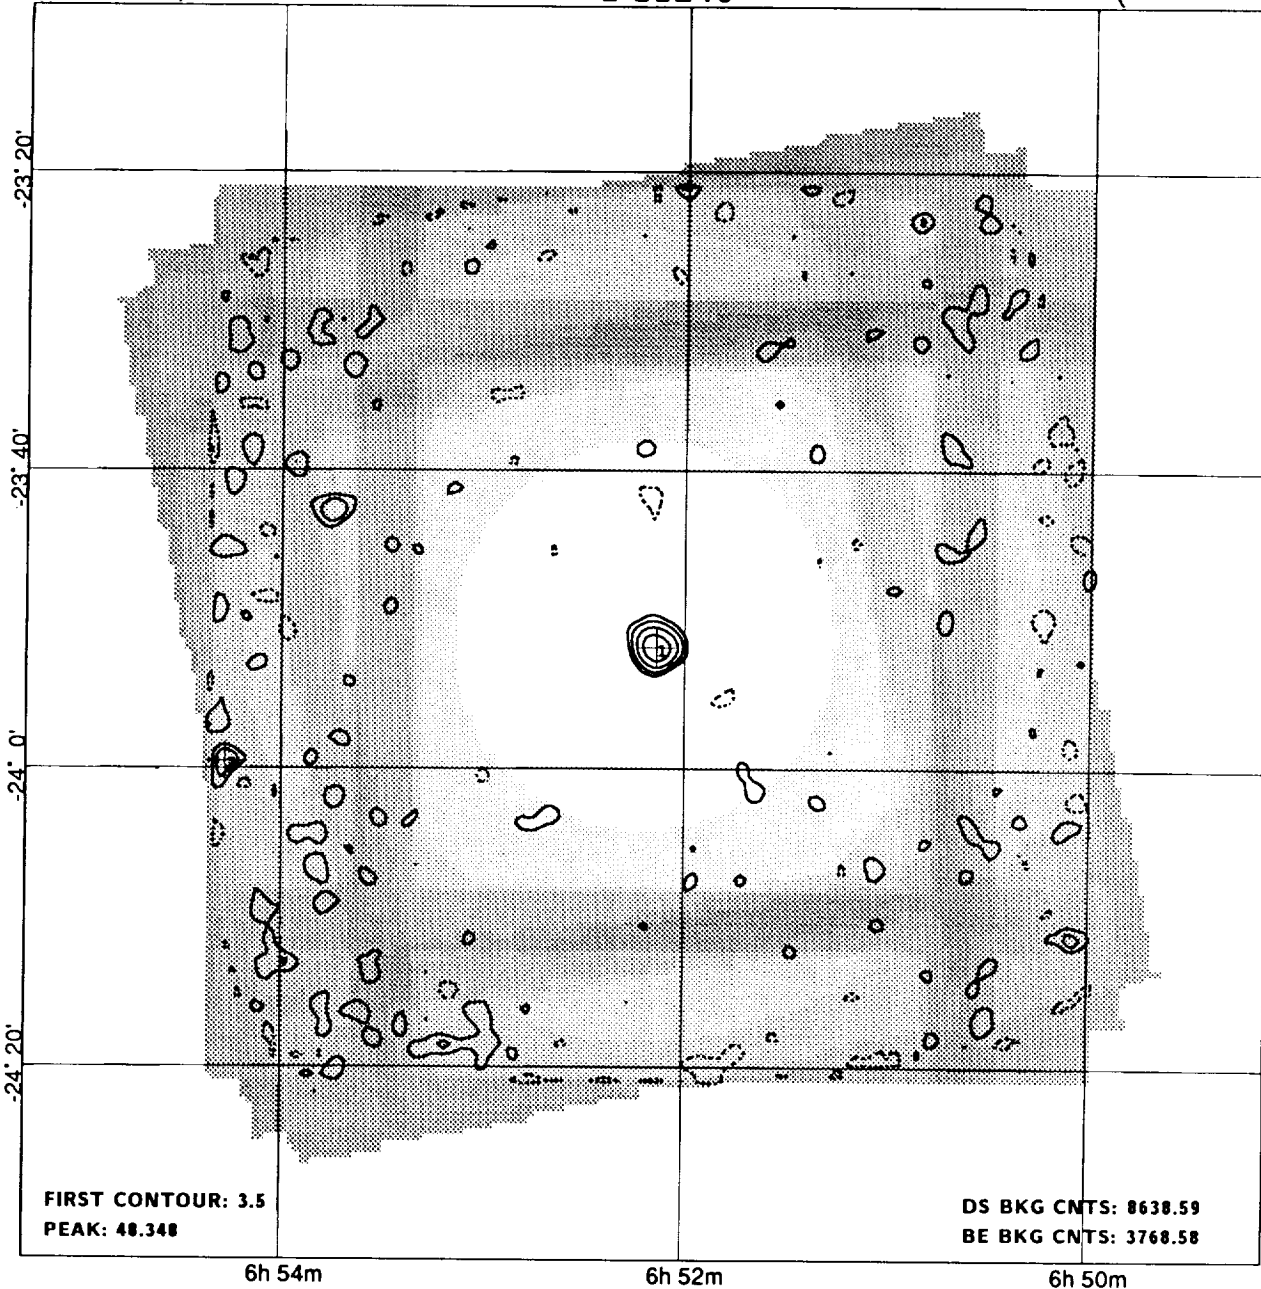 -23° 20'
-23° 40'
-24° 0'
-24° 20'
1
FIRST CONTOUR: 3.5
PEAK: 48.348
DS BKG CNTS: 8638.59
BE BKG CNTS: 3768.58
6h 54m
6h 52m
6h 50m